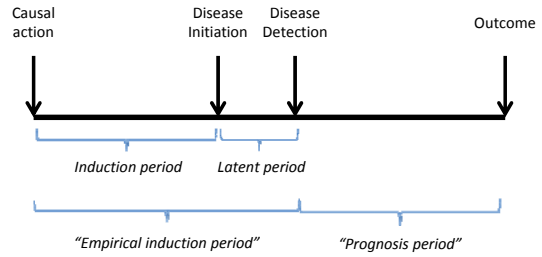 Causal
action
Disease
Initiation
Disease
Detection
Outcome
Induction period
Latent period
“Empirical induction period”
“Prognosis period”